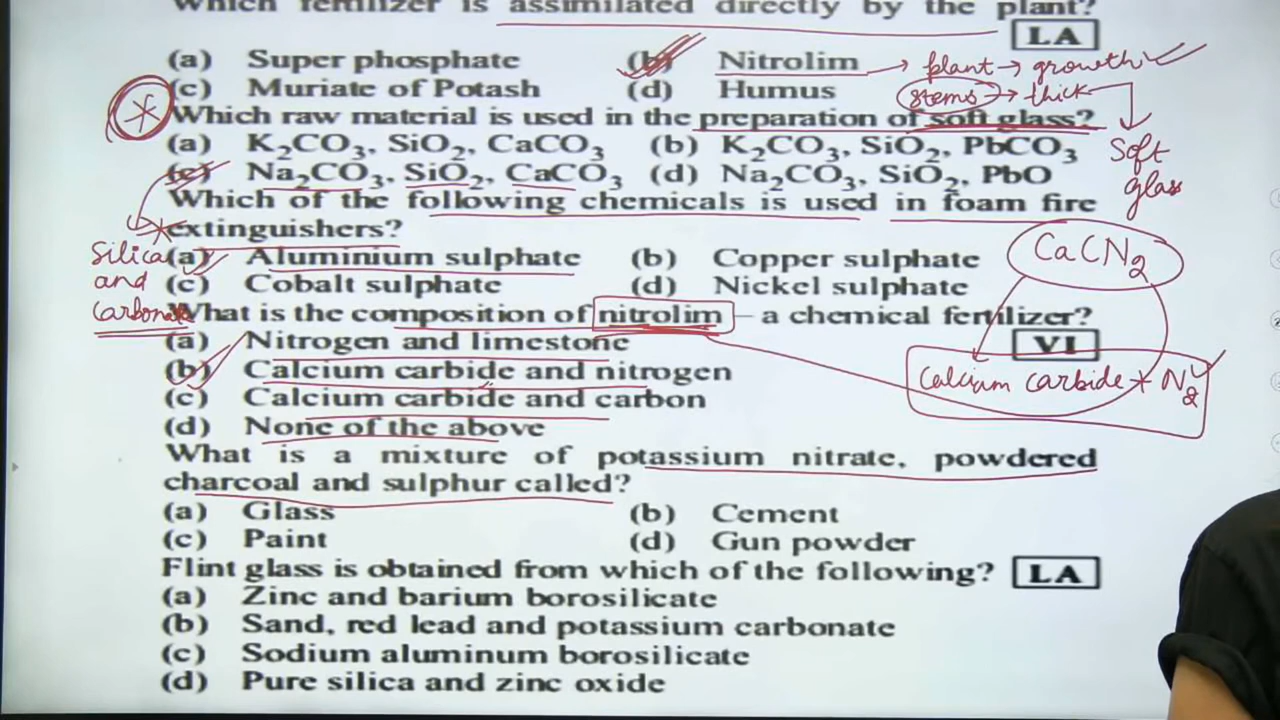 Which fertilizer is assimilated directly by the plant?
LA
(a) Super phosphate (b) Nitrolim → plant → growth
(c) Muriate of Potash (d) Humus stems → thick
Which raw material is used in the preparation of soft glass?
(a) K₂CO₃, SiO₂, CaCO₃ (b) K₂CO₃, SiO₂, PbCO₃ Soft
(c) Na₂CO₃, SiO₂, CaCO₃ (d) Na₂CO₃, SiO₂, PbO glass
Which of the following chemicals is used in foam fire
extinguishers?
Silica (a) Aluminium sulphate (b) Copper sulphate CaCN₂
and (c) Cobalt sulphate (d) Nickel sulphate
Carbonate What is the composition of nitrolim – a chemical fertilizer?
(a) Nitrogen and limestone VI
(b) Calcium carbide and nitrogen Calcium carbide + N₂
(c) Calcium carbide and carbon
(d) None of the above
What is a mixture of potassium nitrate, powdered
charcoal and sulphur called?
(a) Glass (b) Cement
(c) Paint (d) Gun powder
Flint glass is obtained from which of the following? LA
(a) Zinc and barium borosilicate
(b) Sand, red lead and potassium carbonate
(c) Sodium aluminum borosilicate
(d) Pure silica and zinc oxide